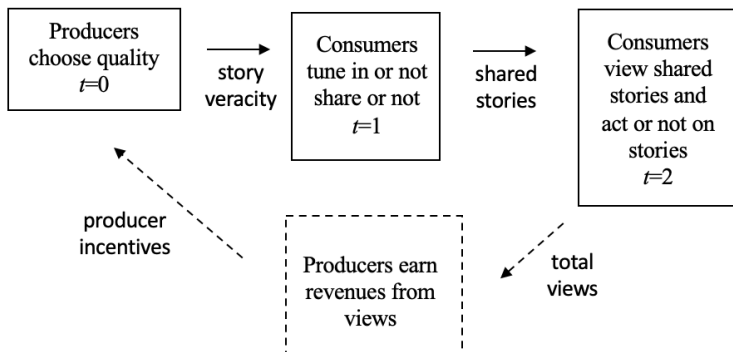 Producers
choose quality
t=0
story
veracity
Consumers
tune in or not
share or not
t=1
shared
stories
Consumers
view shared
stories and
act or not on
stories
t=2
producer
incentives
Producers earn
revenues from
views
total
views